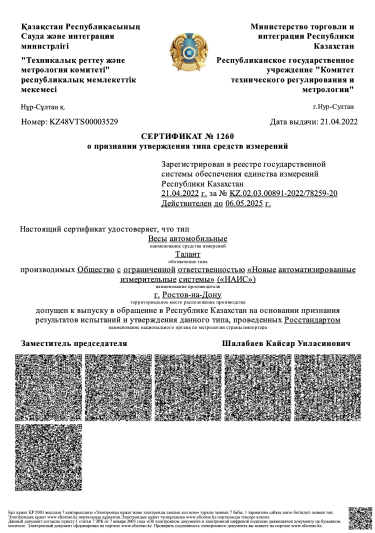 Қазақстан Республикасының
Сауда және интеграция
министрлігі
"Техникалық реттеу және
метрология комитеті"
республикалық мемлекеттік
мекемесі
Нұр-Сұлтан қ.
Номер: KZ48VTS00003529
Министерство торговли и
интеграции Республики
Казахстан
Республиканское государственное
учреждение "Комитет
технического регулирования и
метрологии"
г.Нур-Султан
Дата выдачи: 21.04.2022
СЕРТИФИКАТ № 1260
о признании утверждения типа средств измерений
Зарегистрирован в реестре государственной
системы обеспечения единства измерений
Республики Казахстан
21.04.2022 г. за № KZ.02.03.00891-2022/78259-20
Действителен до 06.05.2025 г.
Настоящий сертификат удостоверяет, что тип
Весы автомобильные
наименование средства измерений
Талант
обозначение типа
производимых Общество с ограниченной ответственностью «Новые автоматизированные
измерительные системы» («НАИС»)
наименование производителя
г. Ростов-на-Дону
территориальное место расположение производства
допущен к выпуску в обращение в Республике Казахстан на основании признания
результатов испытаний и утверждения данного типа, проведенных Росстандартом
наименование национального органа по метрологии страны импортера
Заместитель председателя
Шалабаев Кайсар Уиласинович